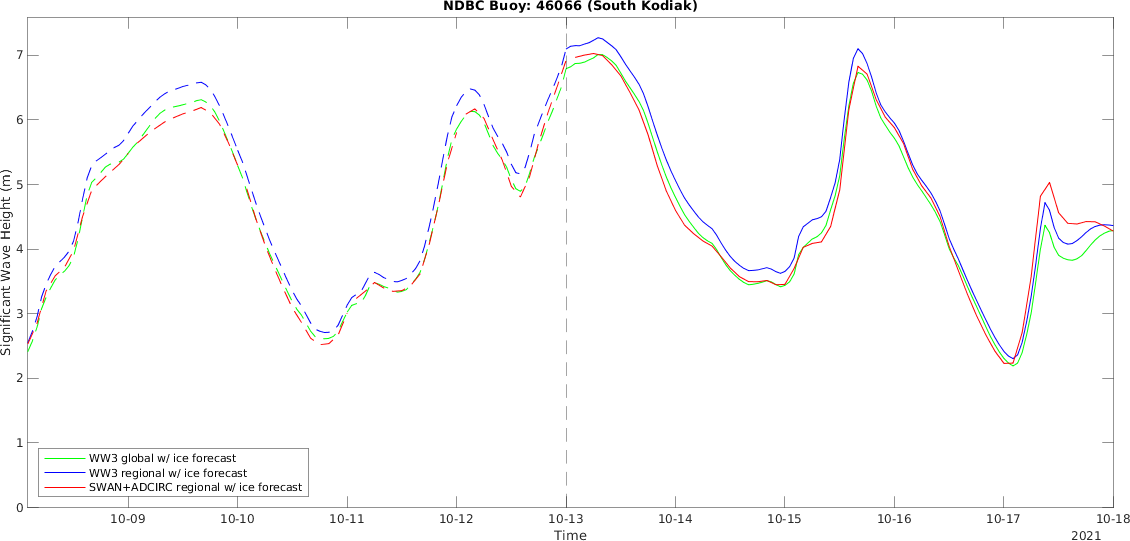 NDBC Buoy: 46066 (South Kodiak)
Significant Wave Height (m)
7
6
5
4
3
2
1
0
WW3 global w/ ice forecast
WW3 regional w/ ice forecast
SWAN+ADCIRC regional w/ ice forecast
10-09 10-10 10-11 10-12 10-13 10-14 10-15 10-16 10-17 10-18
Time
2021